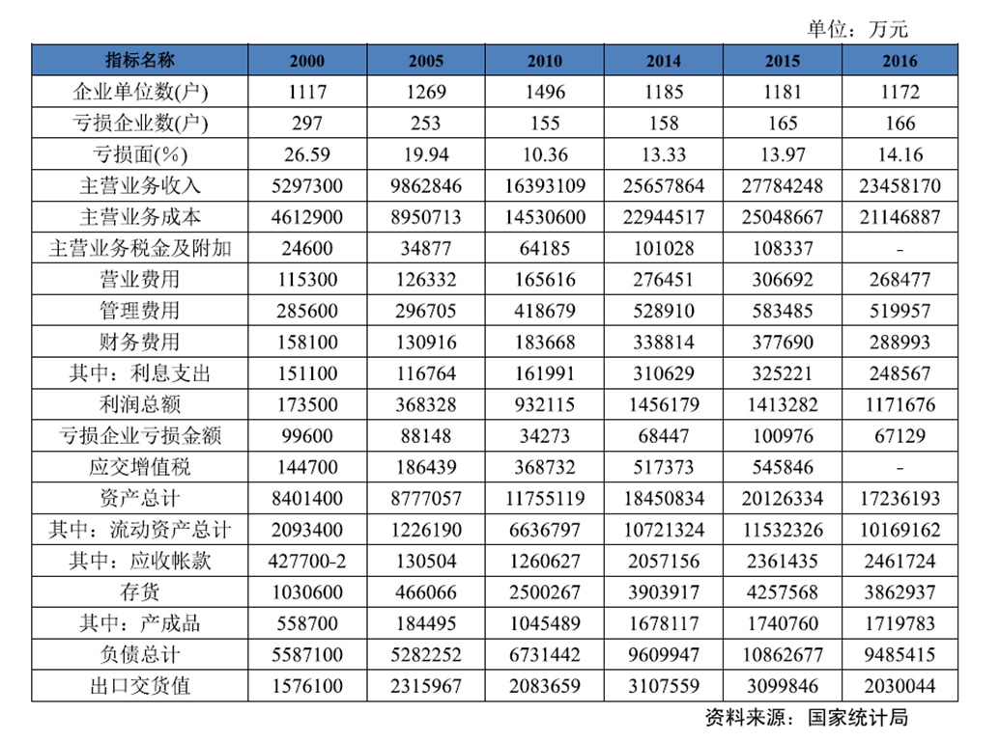 单位：万元
指标名称 2000 2005 2010 2014 2015 2016
企业单位数(户) 1117 1269 1496 1185 1181 1172
亏损企业数(户) 297 253 155 158 165 166
亏损面(%) 26.59 19.94 10.36 13.33 13.97 14.16
主营业务收入 5297300 9862846 16393109 25657864 27784248 23458170
主营业务成本 4612900 8950713 14530600 22944517 25048667 21146887
主营业务税金及附加 24600 34877 64185 101028 108337 -
营业费用 115300 126332 165616 276451 306692 268477
管理费用 285600 296705 418679 528910 583485 519957
财务费用 158100 130916 183668 338814 377690 288993
其中：利息支出 151100 116764 161991 310629 325221 248567
利润总额 173500 368328 932115 1456179 1413282 1171676
亏损企业亏损金额 99600 88148 34273 68447 100976 67129
应交增值税 144700 186439 368732 517373 545846 -
资产总计 8401400 8777057 11755119 18450834 20126334 17236193
其中：流动资产总计 2093400 1226190 6636797 10721324 11532326 10169162
其中：应收帐款 427700-2 130504 1260627 2057156 2361435 2461724
存货 1030600 466066 2500267 3903917 4257568 3862937
其中：产成品 558700 184495 1045489 1678117 1740760 1719783
负债总计 5587100 5282252 6731442 9609947 10862677 9485415
出口交货值 1576100 2315967 2083659 3107559 3099846 2030044
资料来源：国家统计局